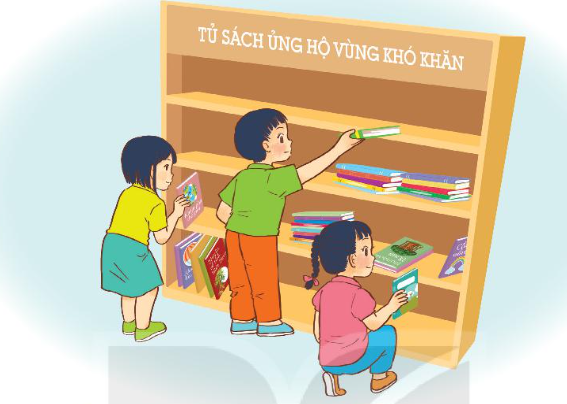 TỦ SÁCH ỦNG HỘ VÙNG KHÓ KHĂN